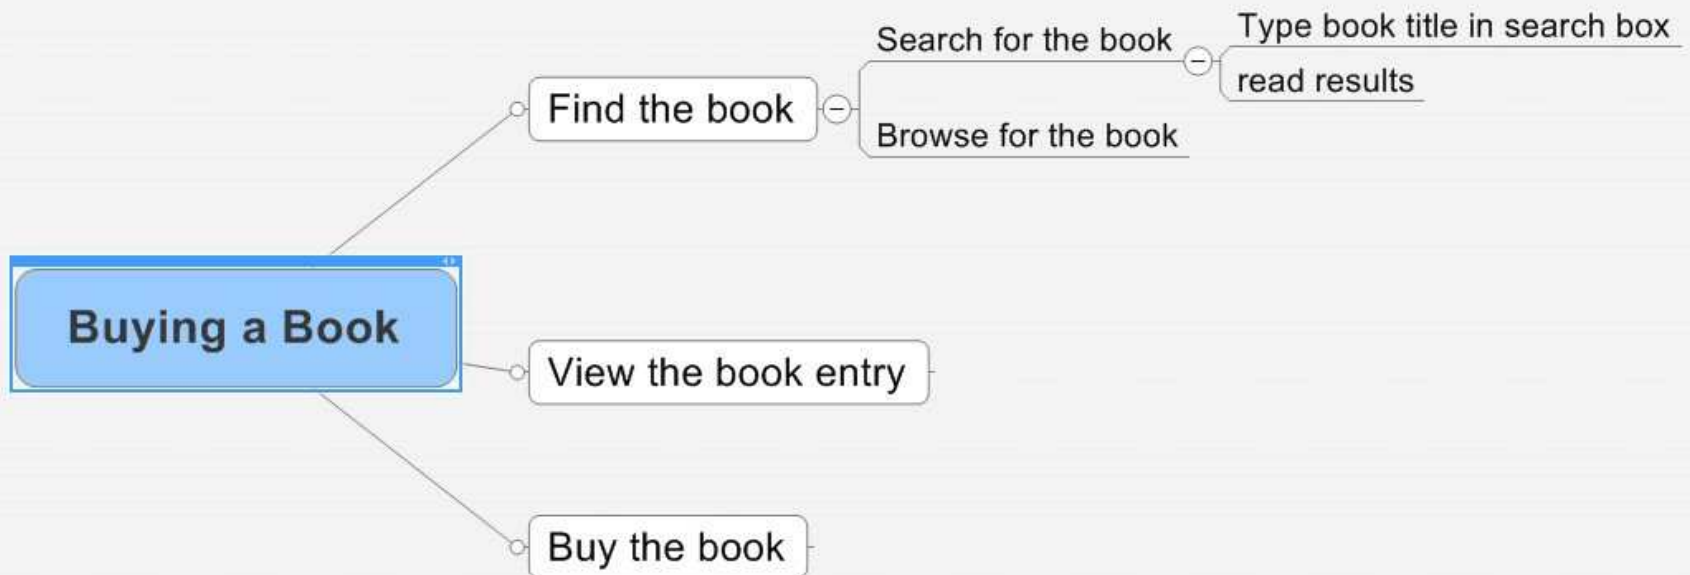 Type book title in search box
Search for the book
read results
Find the book
Browse for the book
Buying a Book
View the book entry
Buy the book